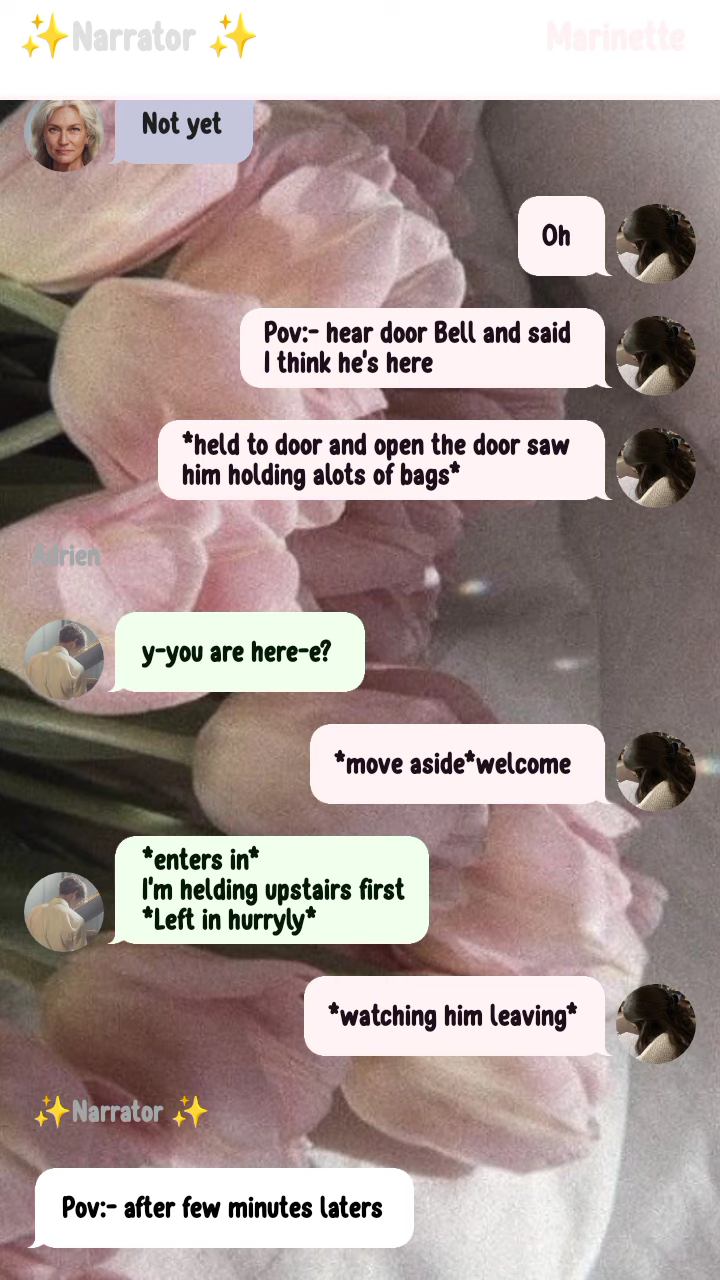 ✨Narrator ✨
Marinette
Not yet
Oh
Pov:- hear door Bell and said
I think he's here
*held to door and open the door saw
him holding alots of bags*
Adrien
y-you are here-e?
*move aside*welcome
*enters in*
I'm helding upstairs first
*Left in hurryly*
*watching him leaving*
✨Narrator ✨
Pov:- after few minutes laters